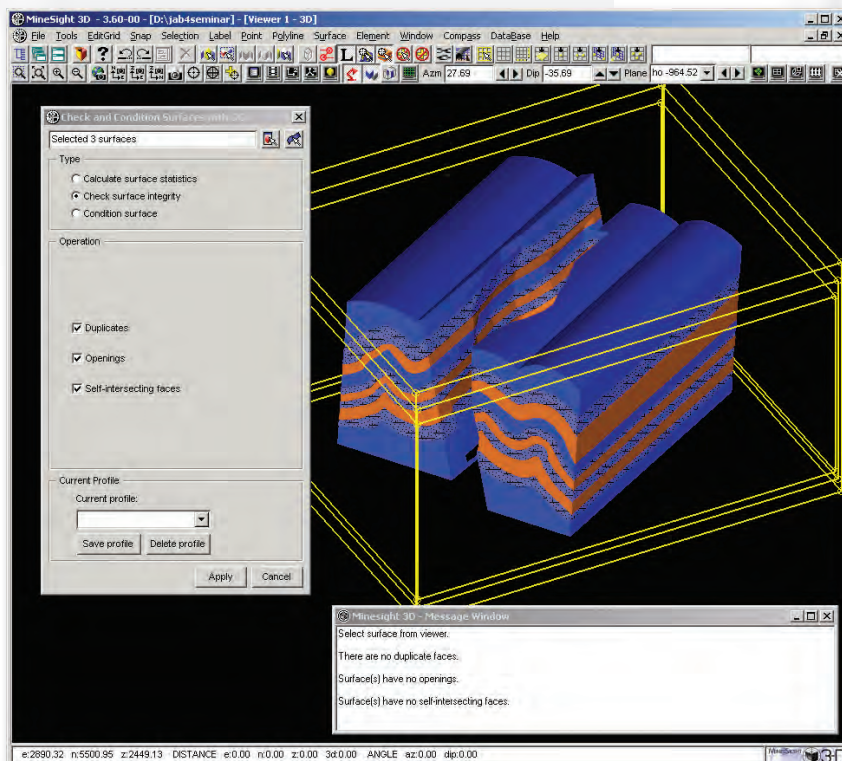 MineSight 3D - 3.60-00 - [D:\jab4seminar] - [Viewer 1 - 3D]
File Tools EditGrid Snap Selection Label Point Polyline Surface Element Window Compass DataBase Help
Azm 27.69 Dip -35.69 Plane ho -964.52
Check and Condition Surfaces
Selected 3 surfaces
Type
Calculate surface statistics
Check surface integrity
Condition surface
Operation
Duplicates
Openings
Self-intersecting faces
Current Profile
Current profile:
Save profile Delete profile
Apply Cancel
Minesight 3D - Message Window
Select surface from viewer.
There are no duplicate faces.
Surface(s) have no openings.
Surface(s) have no self-intersecting faces.
e:2890.32 n:5500.95 z:2449.13 DISTANCE e:0.00 n:0.00 z:0.00 3d:0.00 ANGLE az:0.00 dip:0.00